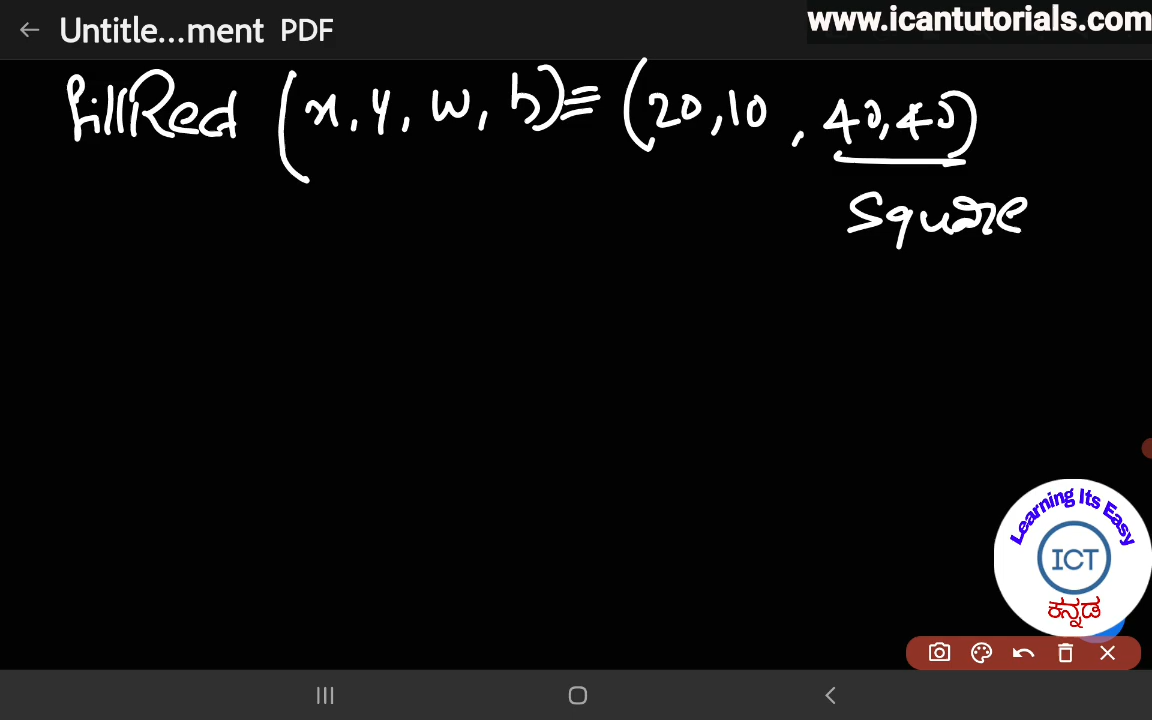 www.icantutorials.com
Untitle...ment PDF
fillRect (x, y, w, h) = (20, 10, 40, 40)
Square
Learning Its Easy
ICT
ಕನ್ನಡ